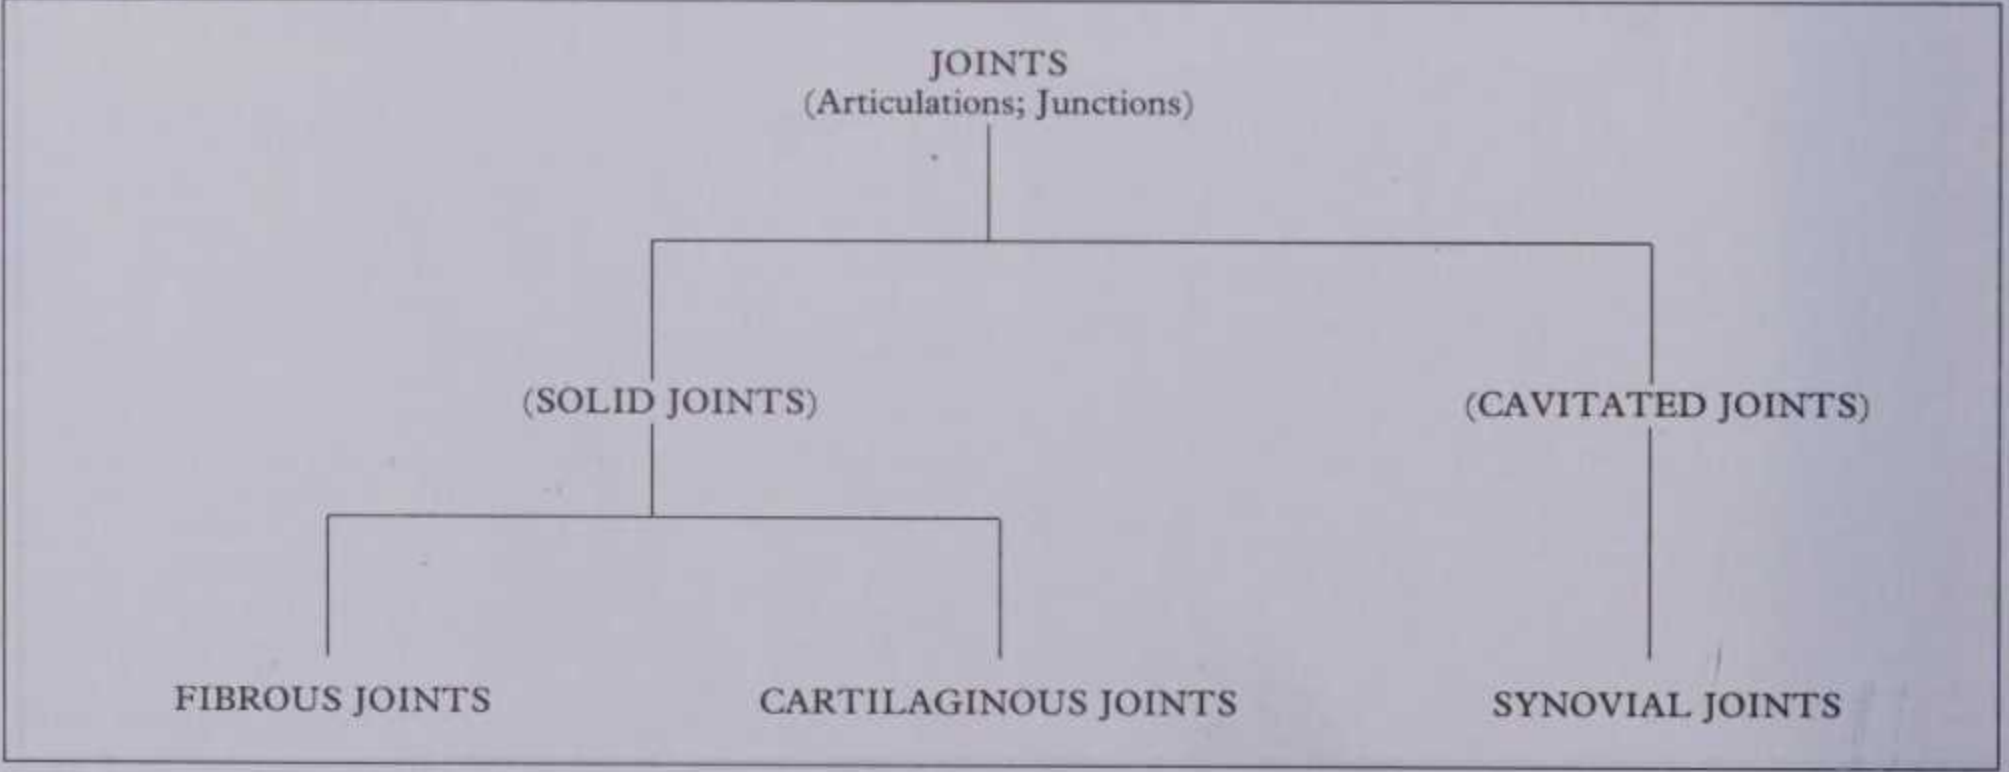 JOINTS
(Articulations; Junctions)
(SOLID JOINTS)
(CAVITATED JOINTS)
FIBROUS JOINTS
CARTILAGINOUS JOINTS
SYNOVIAL JOINTS